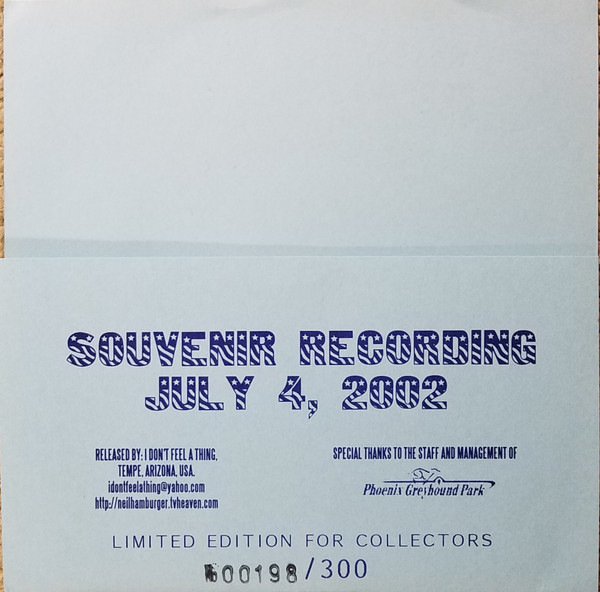 SOUVENIR RECORDING
JULY 4, 2002
RELEASED BY: I DON'T FEEL A THING,
TEMPE, ARIZONA, USA.
idontfeelathing@yahoo.com
http://neilhamburger.tvheaven.com
SPECIAL THANKS TO THE STAFF AND MANAGEMENT OF
Phoenix Greyhound Park
LIMITED EDITION FOR COLLECTORS
000198/300